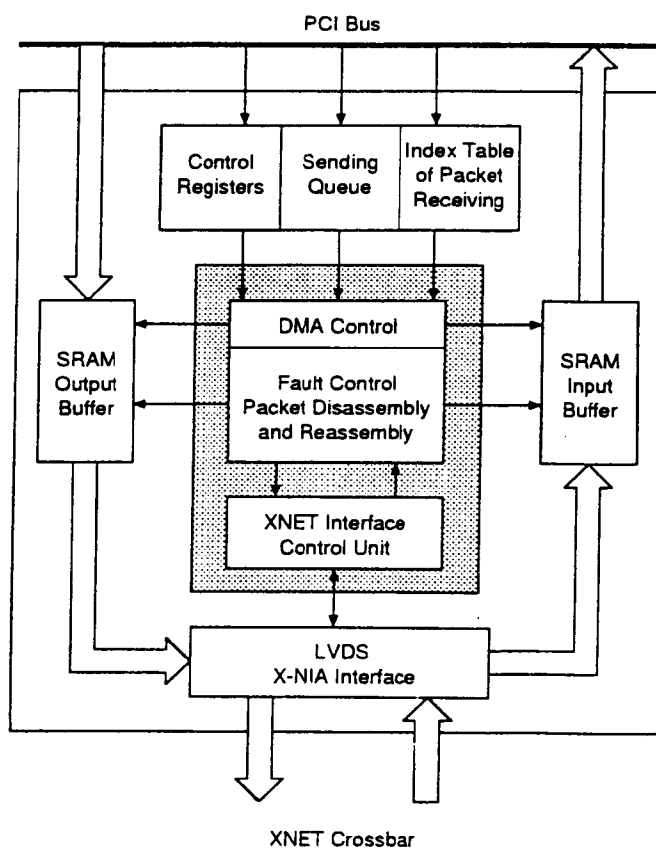 PCI Bus
Control
Registers
Sending
Queue
Index Table
of Packet
Receiving
DMA Control
SRAM
Output
Buffer
Fault Control
Packet Disassembly
and Reassembly
SRAM
Input
Buffer
XNET Interface
Control Unit
LVDS
X-NIA Interface
XNET Crossbar